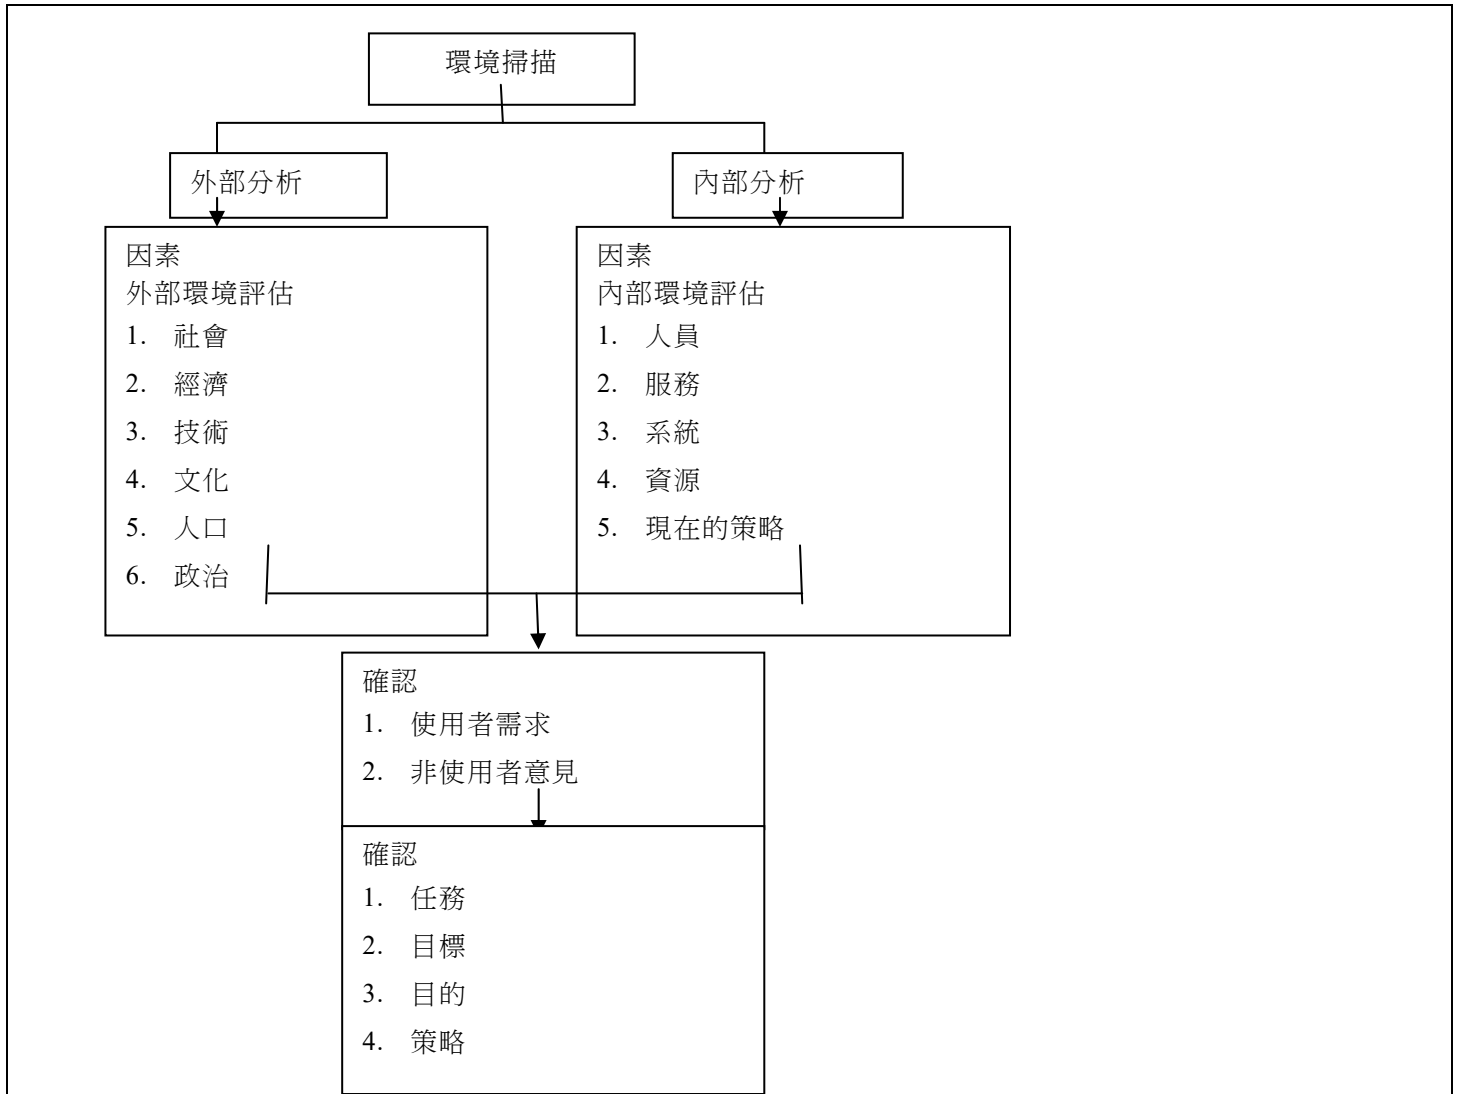 環境掃描
外部分析
內部分析
因素
外部環境評估
1. 社會
2. 經濟
3. 技術
4. 文化
5. 人口
6. 政治
因素
內部環境評估
1. 人員
2. 服務
3. 系統
4. 資源
5. 現在的策略
確認
1. 使用者需求
2. 非使用者意見
確認
1. 任務
2. 目標
3. 目的
4. 策略